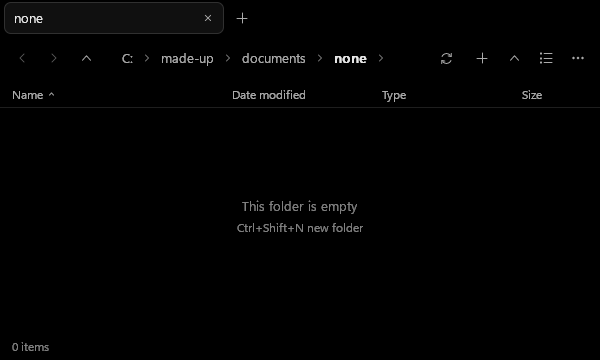 none
C: made-up documents none
Name Date modified Type Size
This folder is empty
Ctrl+Shift+N new folder
0 items